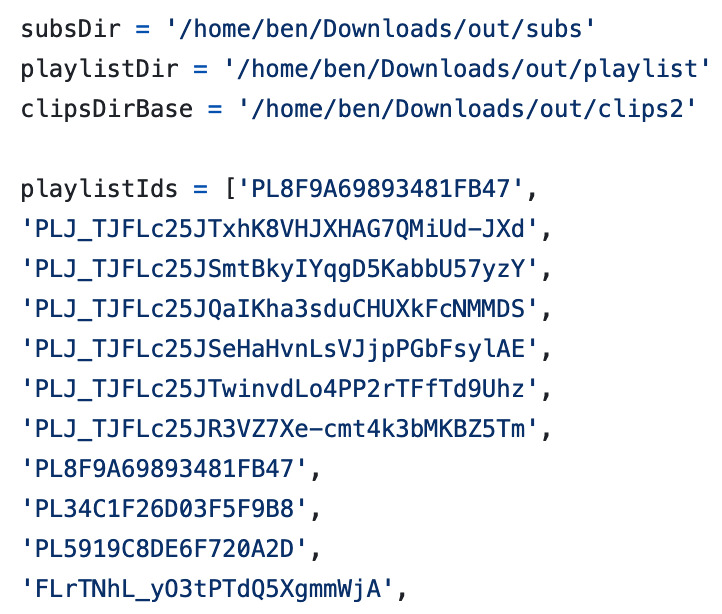 subsDir = '/home/ben/Downloads/out/subs'
playlistDir = '/home/ben/Downloads/out/playlist'
clipsDirBase = '/home/ben/Downloads/out/clips2'
playlistIds = ['PL8F9A69893481FB47',
'PLJ_TJFLc25JTxhK8VHJXHAG7QMiUd-JXd',
'PLJ_TJFLc25JSmtBkyIYqgD5KabbU57yzY',
'PLJ_TJFLc25JQaIKha3sduCHUXkFcNMMDS',
'PLJ_TJFLc25JSeHaHvnLsVJjpPGbFsylAE',
'PLJ_TJFLc25JTwinvdLo4PP2rTFfTd9Uhz',
'PLJ_TJFLc25JR3VZ7Xe-cmt4k3bMKBZ5Tm',
'PL8F9A69893481FB47',
'PL34C1F26D03F5F9B8',
'PL5919C8DE6F720A2D',
'FLrTNhL_yO3tPTdQ5XgmmWjA',